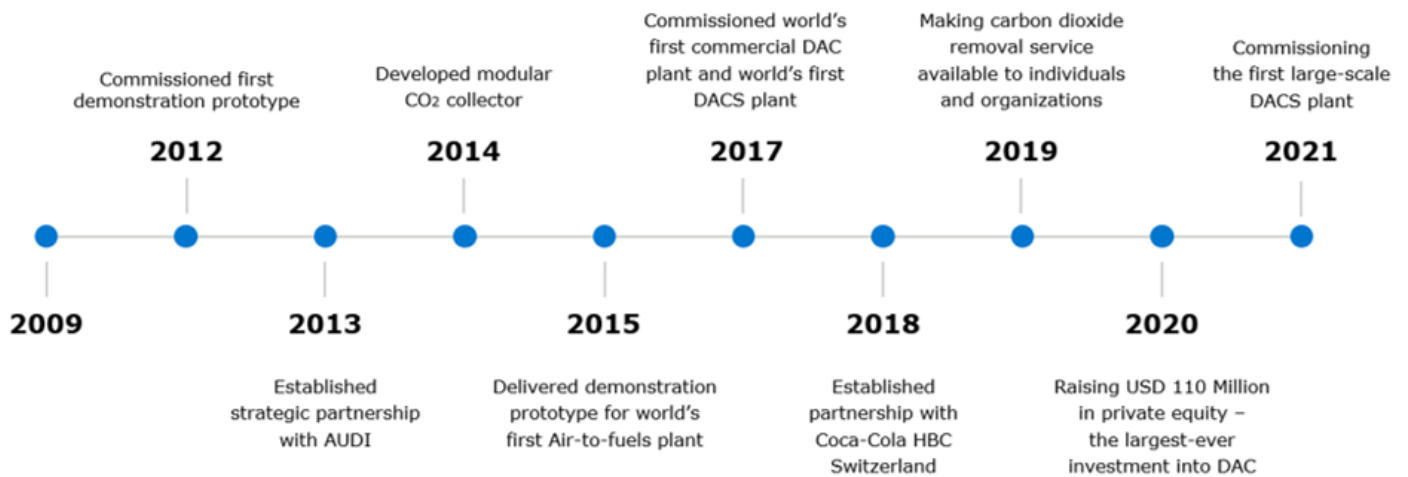 Commissioned first
demonstration prototype
2012
Developed modular
CO₂ collector
2014
Commissioned world's
first commercial DAC
plant and world's first
DACS plant
2017
Making carbon dioxide
removal service
available to individuals
and organizations
2019
Commissioning
the first large-scale
DACS plant
2021
2009
2013
Established
strategic partnership
with AUDI
2015
Delivered demonstration
prototype for world's
first Air-to-fuels plant
2018
Established
partnership with
Coca-Cola HBC
Switzerland
2020
Raising USD 110 Million
in private equity –
the largest-ever
investment into DAC